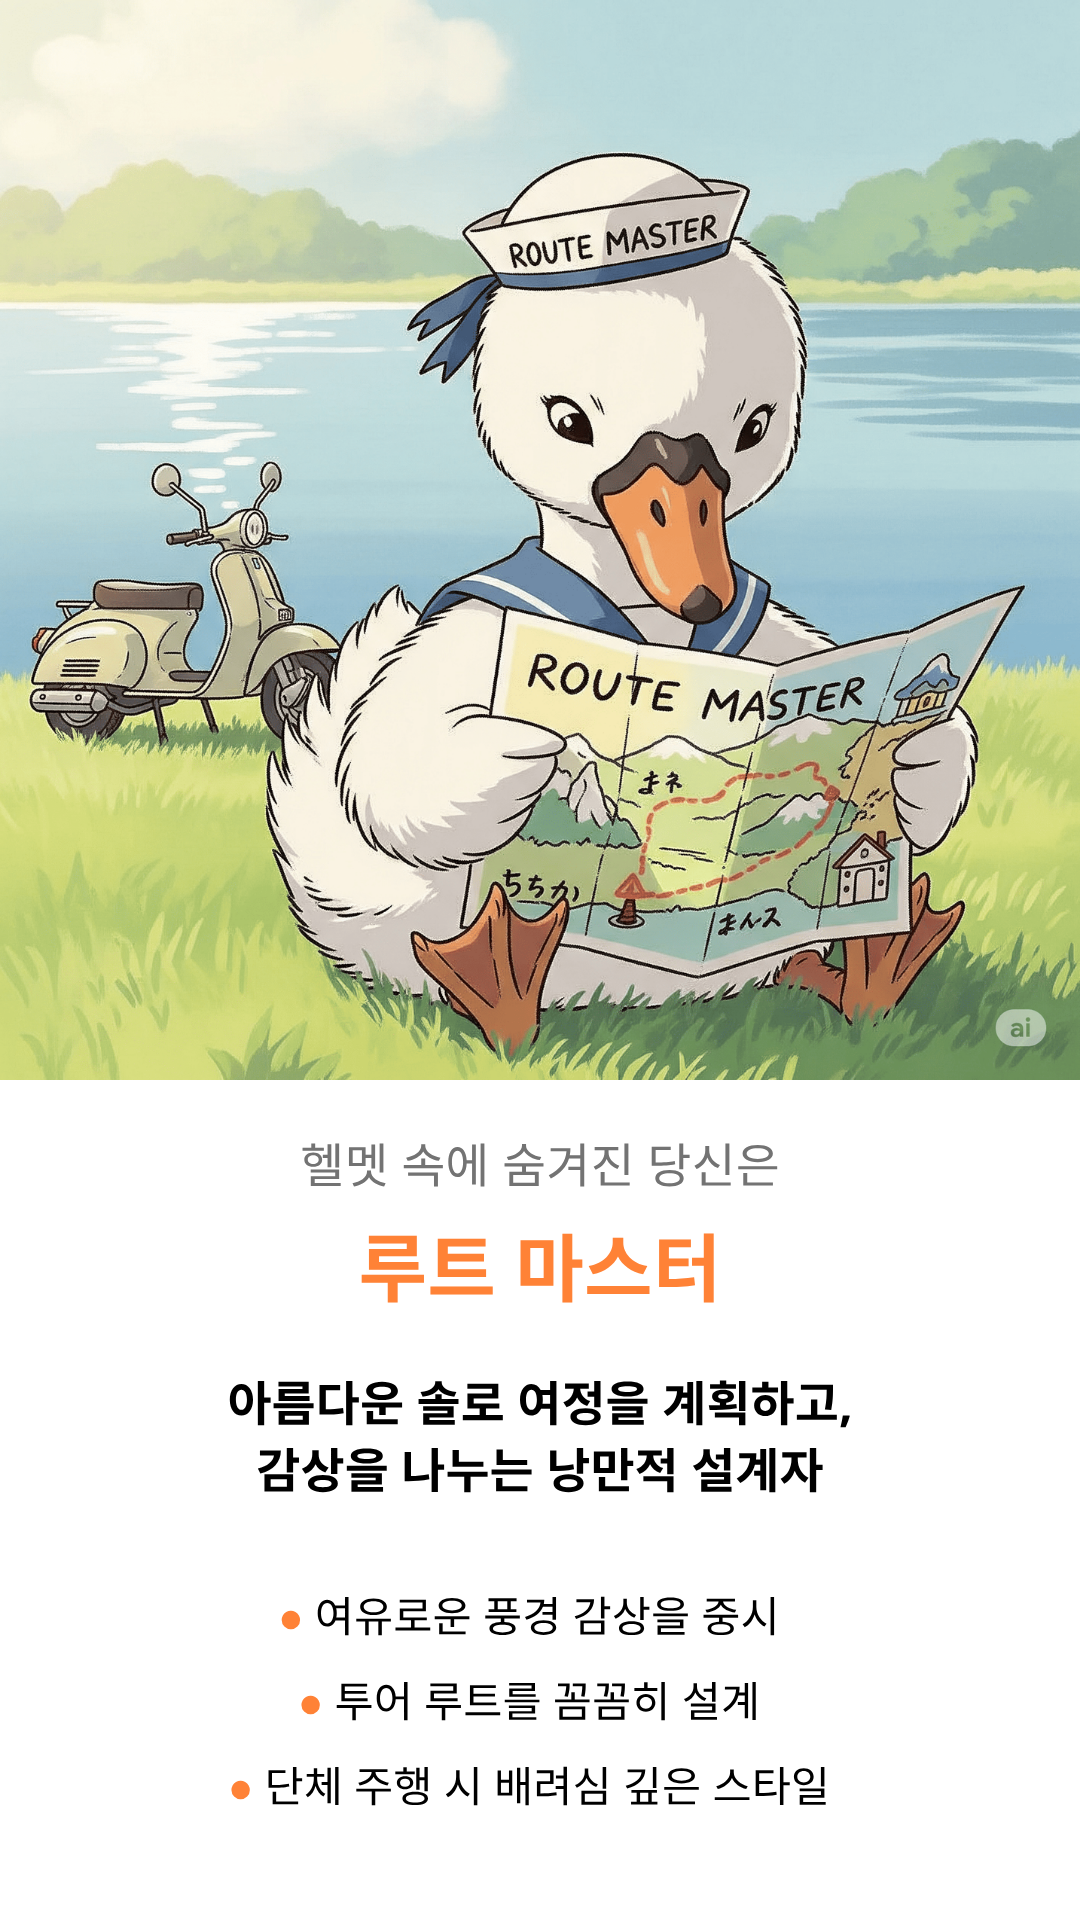 ROUTE MASTER
ROUTE MASTER
まネ
ちちか
まんス
ai
헬멧 속에 숨겨진 당신은
루트 마스터
아름다운 솔로 여정을 계획하고,
감상을 나누는 낭만적 설계자
● 여유로운 풍경 감상을 중시
● 투어 루트를 꼼꼼히 설계
● 단체 주행 시 배려심 깊은 스타일